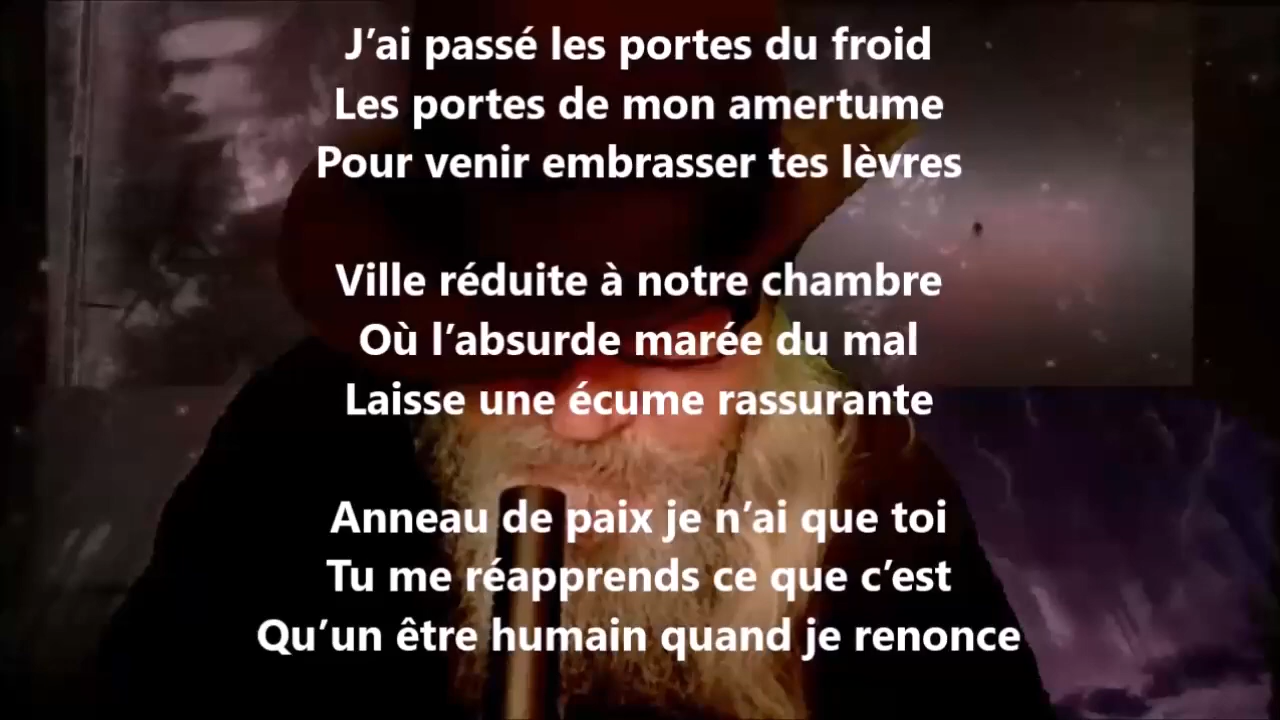 J’ai passé les portes du froid
Les portes de mon amertume
Pour venir embrasser tes lèvres
Ville réduite à notre chambre
Où l’absurde marée du mal
Laisse une écume rassurante
Anneau de paix je n’ai que toi
Tu me réapprends ce que c’est
Qu’un être humain quand je renonce